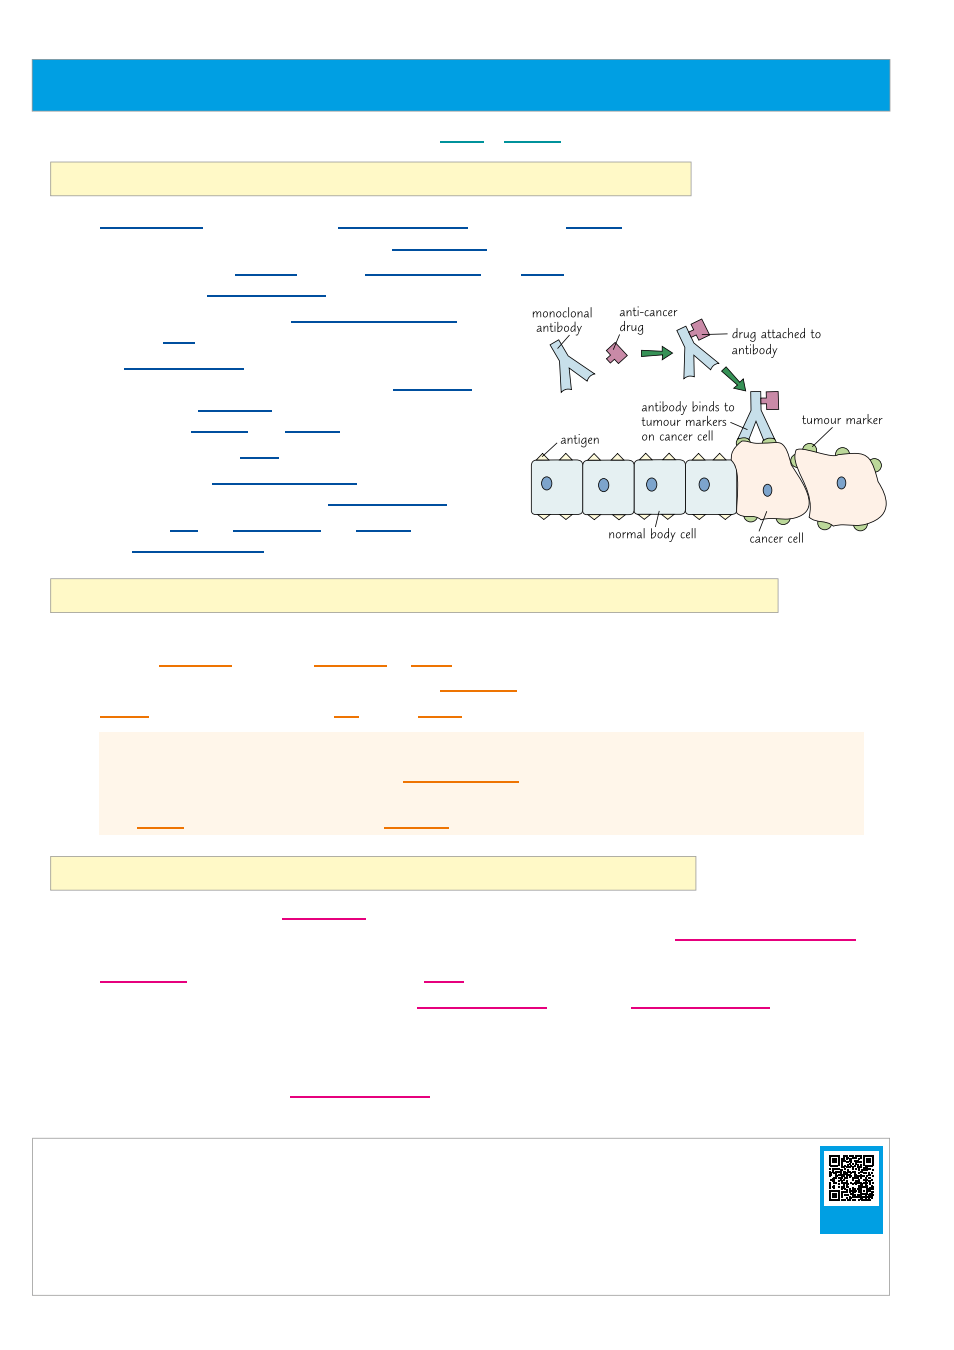 monoclonal
antibody
anti-cancer
drug
drug attached to
antibody
antibody binds to
tumour markers
on cancer cell
tumour marker
antigen
normal body cell
cancer cell